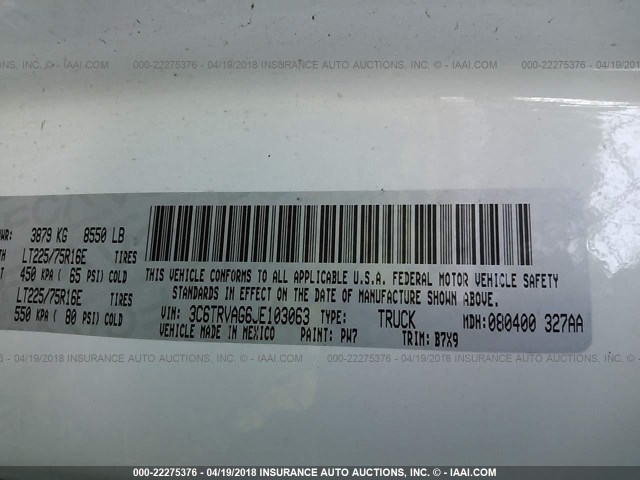 000-22275376 - 04/19/2018 - INSURANCE AUTO AUCTIONS, INC. - © - IAAI.COM
3879 KG 8550 LB
LT225/75R16E TIRES
450 KPA ( 65 PSI) COLD
LT225/75R16E TIRES
550 KPA ( 80 PSI) COLD
THIS VEHICLE CONFORMS TO ALL APPLICABLE U.S.A. FEDERAL MOTOR VEHICLE SAFETY
STANDARDS IN EFFECT ON THE DATE OF MANUFACTURE SHOWN ABOVE.
VIN: 3C6TRVAG6JE103063 TYPE: TRUCK MDH: 080400 327AA
VEHICLE MADE IN MEXICO PAINT: PW7 TRIM: B7X9
000-22275376 - 04/19/2018 - INSURANCE AUTO AUCTIONS, INC. - © - IAAI.COM
000-22275376 - 04/19/2018 - INSURANCE AUTO AUCTIONS, INC. - © - IAAI.COM